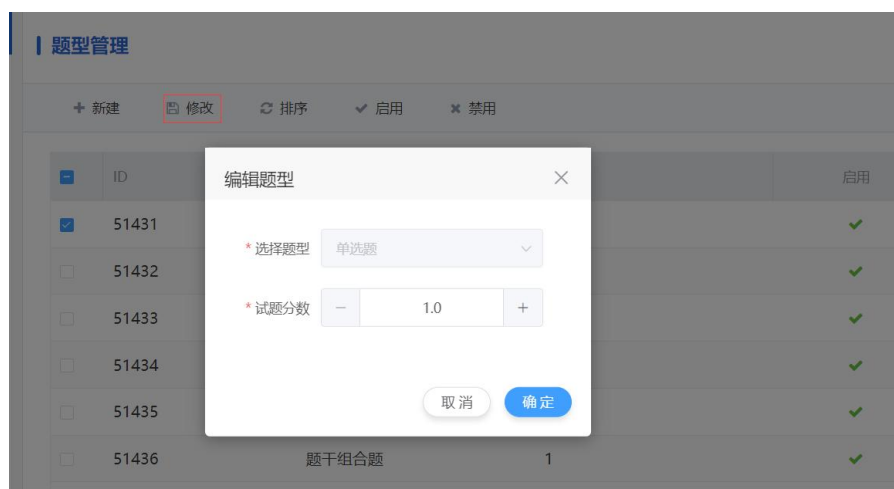 题型管理
新建 修改 排序 启用 禁用
ID 启用
编辑题型
51431
* 选择题型 单选题
51432
* 试题分数 1.0
51433
51434
取消 确定
51435
51436 题干组合题 1